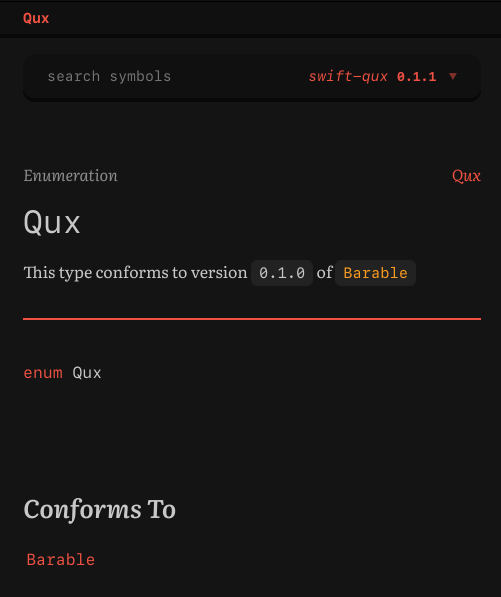 Qux
search symbols swift-qux 0.1.1 ▼
Enumeration Qux
Qux
This type conforms to version 0.1.0 of Barable
enum Qux
Conforms To
Barable